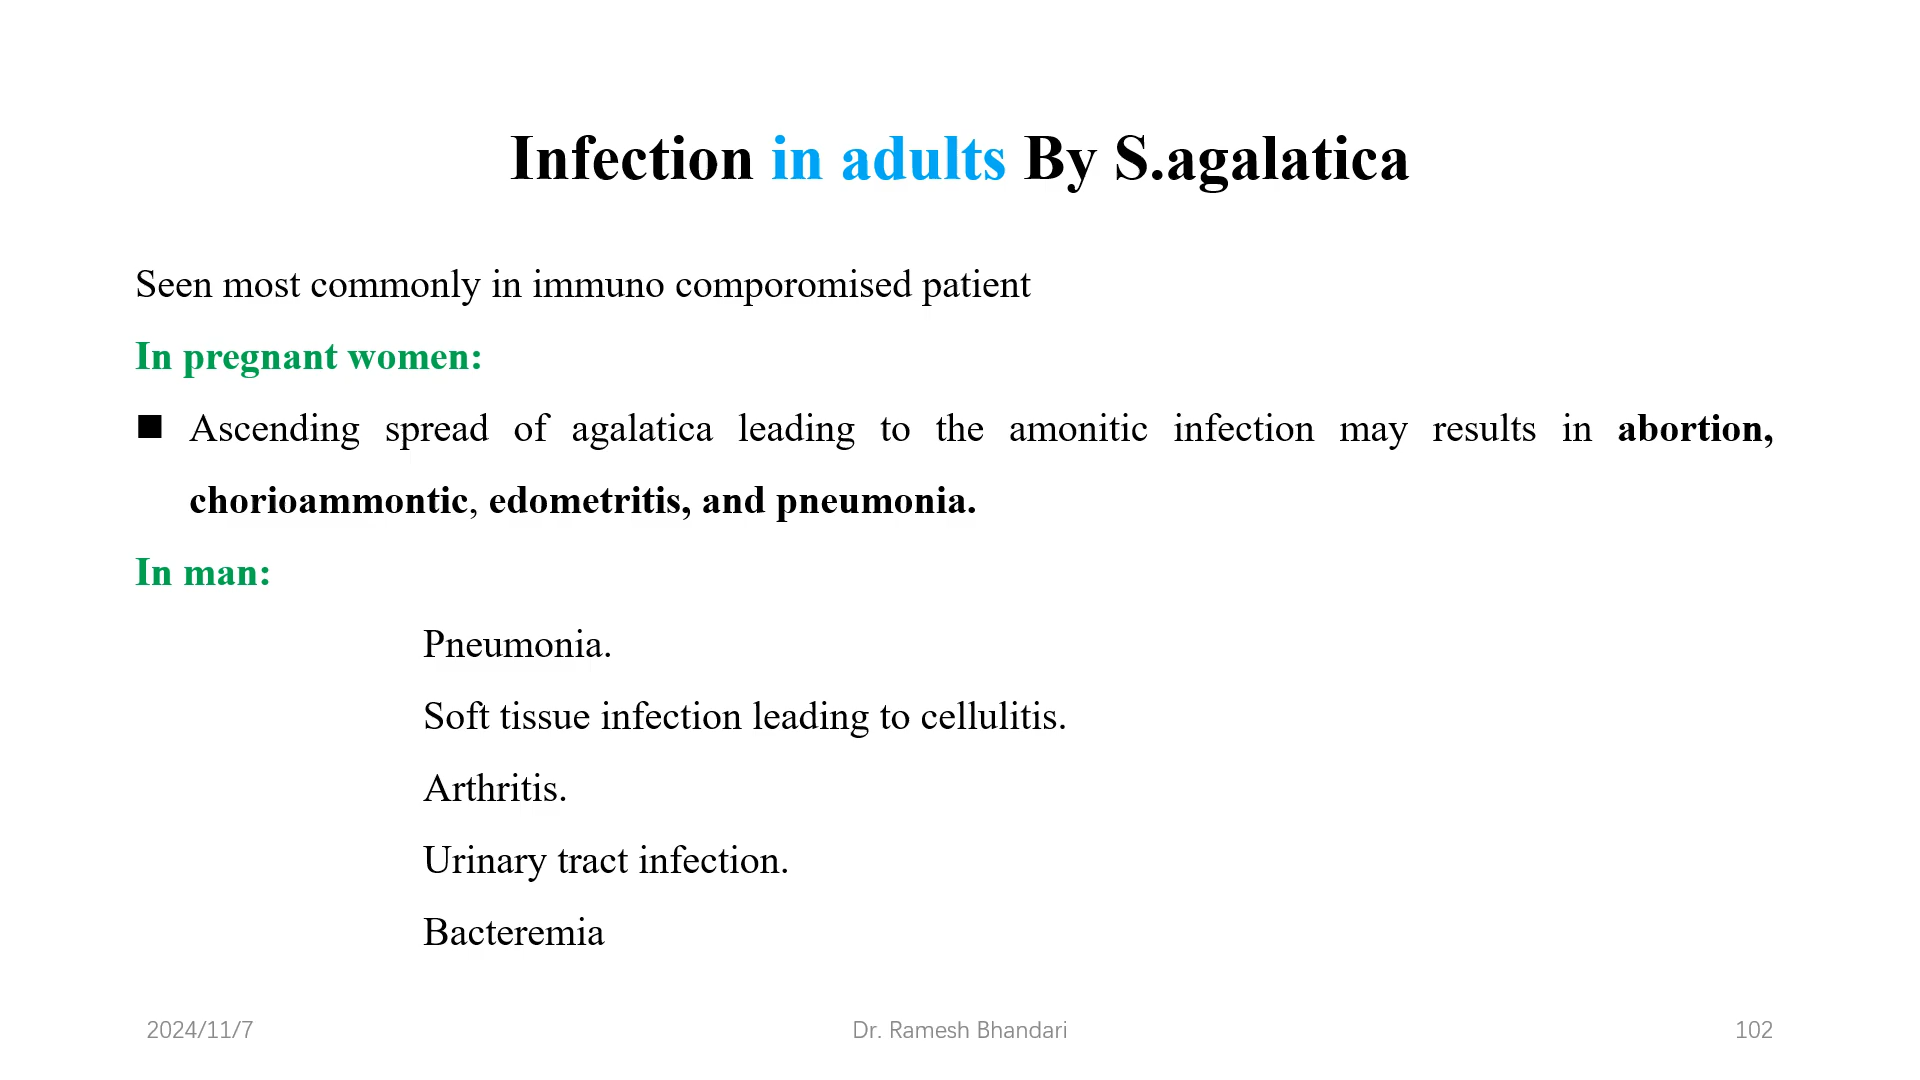 Infection in adults By S.agalatica
Seen most commonly in immuno comporomised patient
In pregnant women:
■ Ascending spread of agalatica leading to the amonitic infection may results in abortion,
chorioammontic, edometritis, and pneumonia.
In man:
Pneumonia.
Soft tissue infection leading to cellulitis.
Arthritis.
Urinary tract infection.
Bacteremia
2024/11/7 Dr. Ramesh Bhandari 102